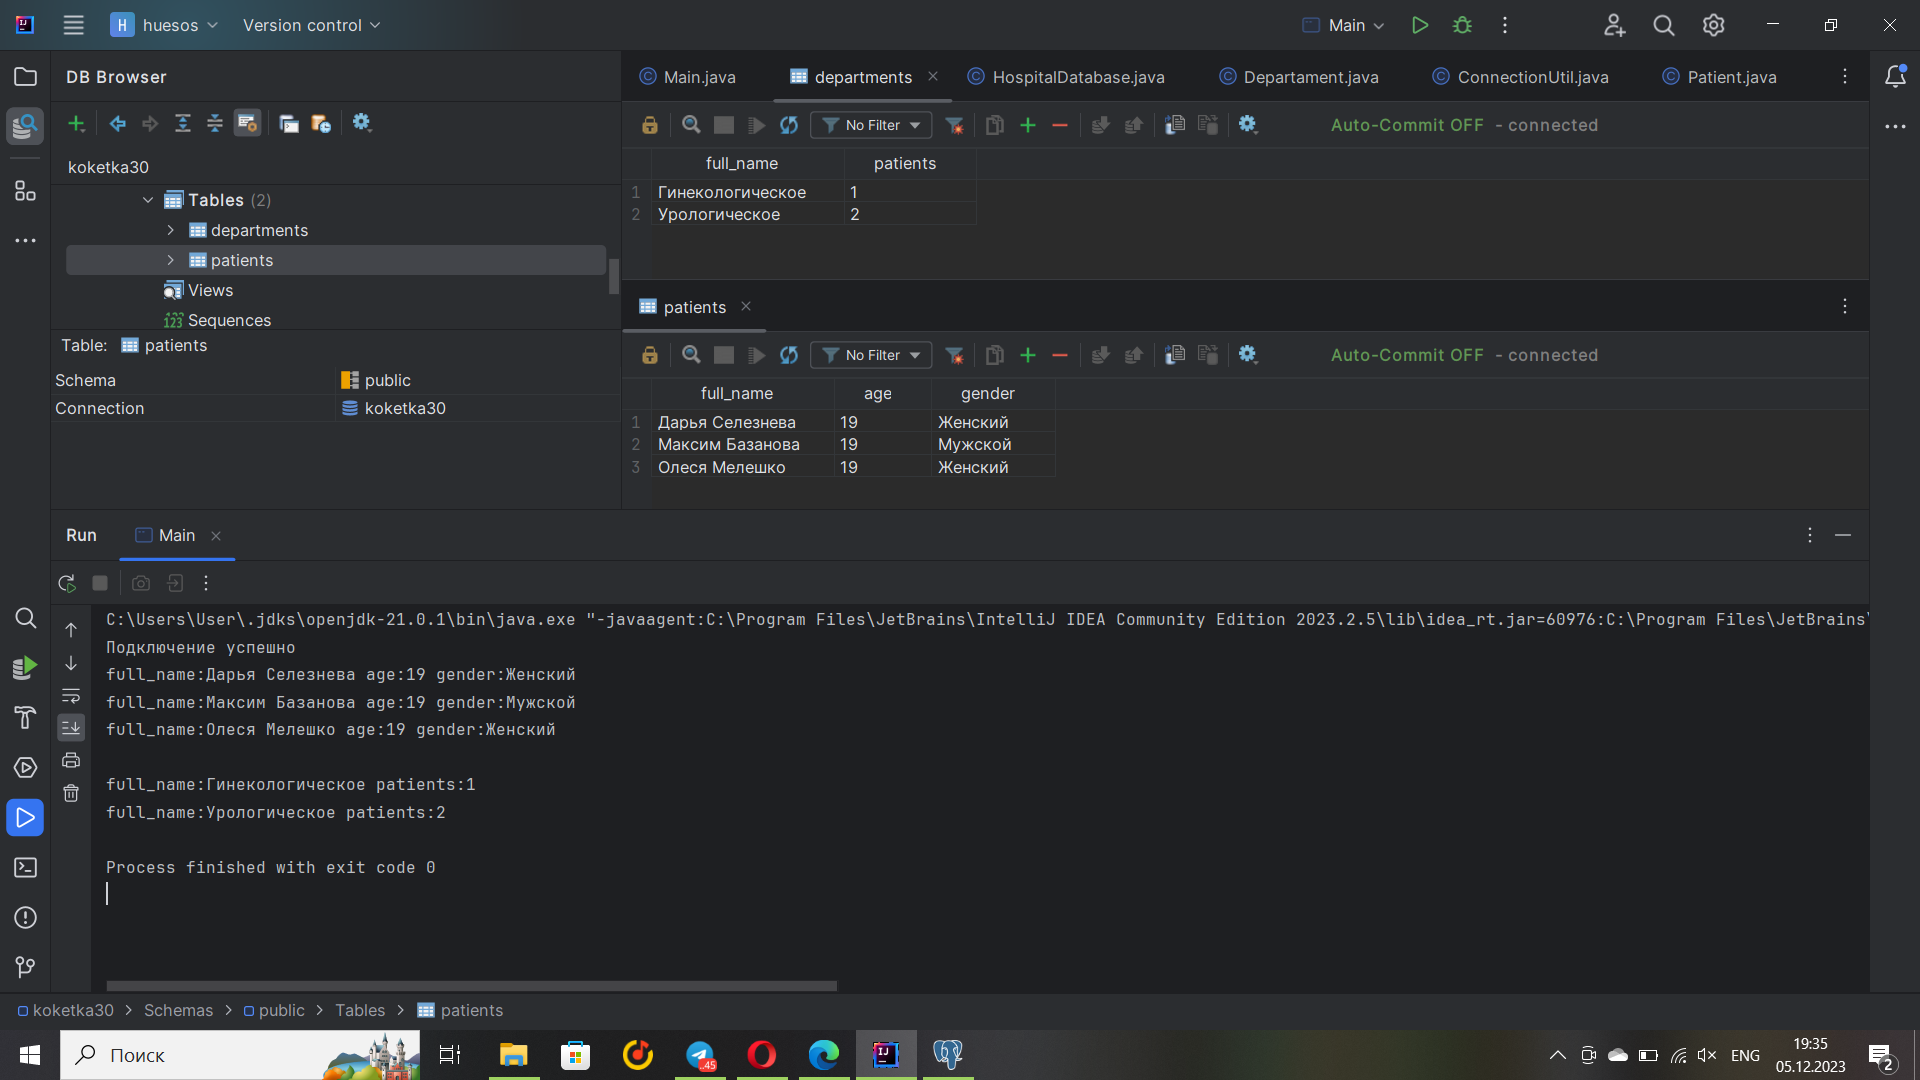 H huesos Version control Main
DB Browser
Main.java departments HospitalDatabase.java Departament.java ConnectionUtil.java Patient.java
No Filter Auto-Commit OFF - connected
koketka30
Tables (2)
departments
patients
Views
123 Sequences
Table: patients
Schema public
Connection koketka30
full_name patients
1 Гинекологическое 1
2 Урологическое 2
patients
No Filter Auto-Commit OFF - connected
full_name age gender
1 Дарья Селезнева 19 Женский
2 Максим Базанова 19 Мужской
3 Олеся Мелешко 19 Женский
Run Main
C:\Users\User\.jdks\openjdk-21.0.1\bin\java.exe "-javaagent:C:\Program Files\JetBrains\IntelliJ IDEA Community Edition 2023.2.5\lib\idea_rt.jar=60976:C:\Program Files\JetBrains\
Подключение успешно
full_name:Дарья Селезнева age:19 gender:Женский
full_name:Максим Базанова age:19 gender:Мужской
full_name:Олеся Мелешко age:19 gender:Женский
full_name:Гинекологическое patients:1
full_name:Урологическое patients:2
Process finished with exit code 0
koketka30 > Schemas > public > Tables > patients
Поиск
45
IJ
ENG
19:35
05.12.2023
2